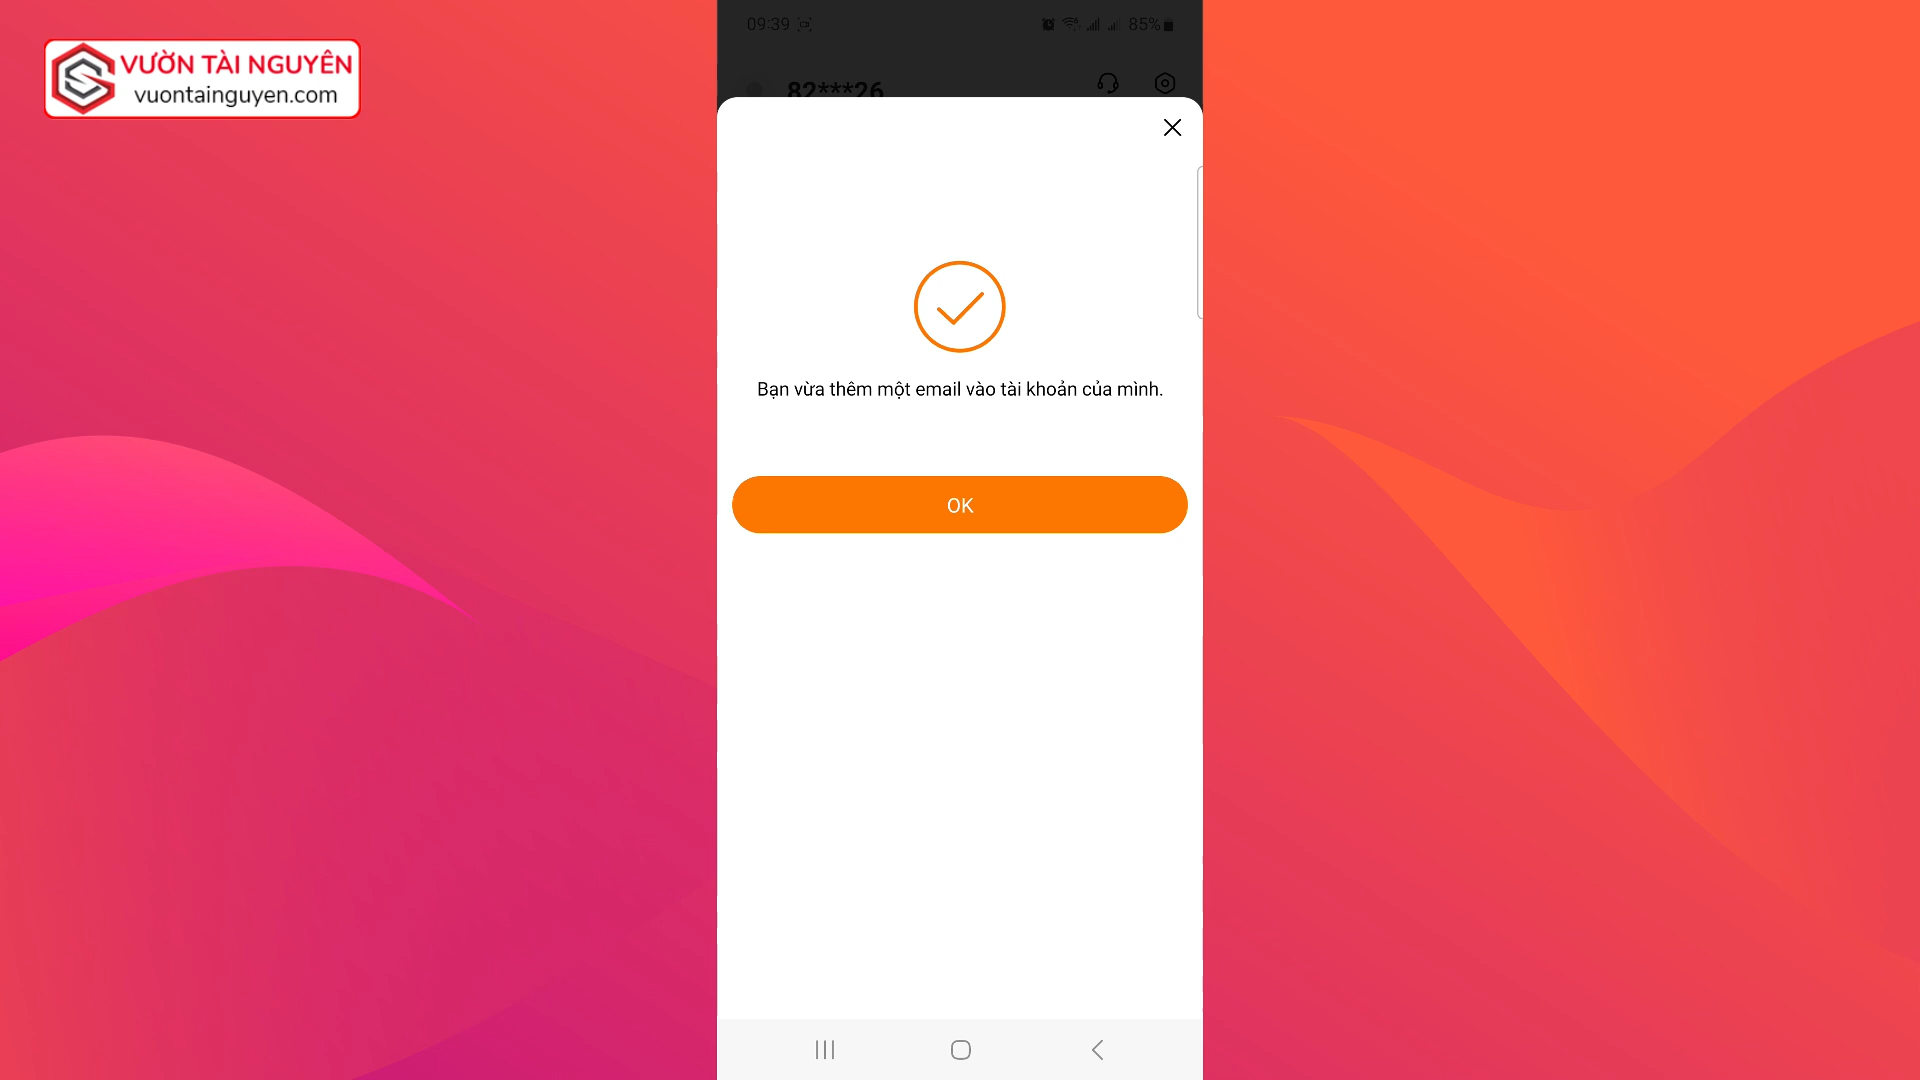 VƯỜN TÀI NGUYÊN
vuontainguyen.com
09:39
85%
82***26
Bạn vừa thêm một email vào tài khoản của mình.
OK